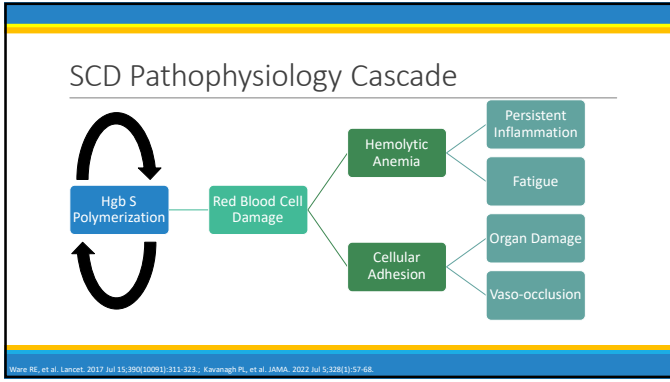 SCD Pathophysiology Cascade
Hgb S
Polymerization
Red Blood Cell
Damage
Hemolytic
Anemia
Cellular
Adhesion
Persistent
Inflammation
Fatigue
Organ Damage
Vaso-occlusion
Ware RE, et al. Lancet. 2017 Jul 15;390(10091):311-323.; Kavanagh PL, et al. JAMA. 2022 Jul 5;328(1):57-68.